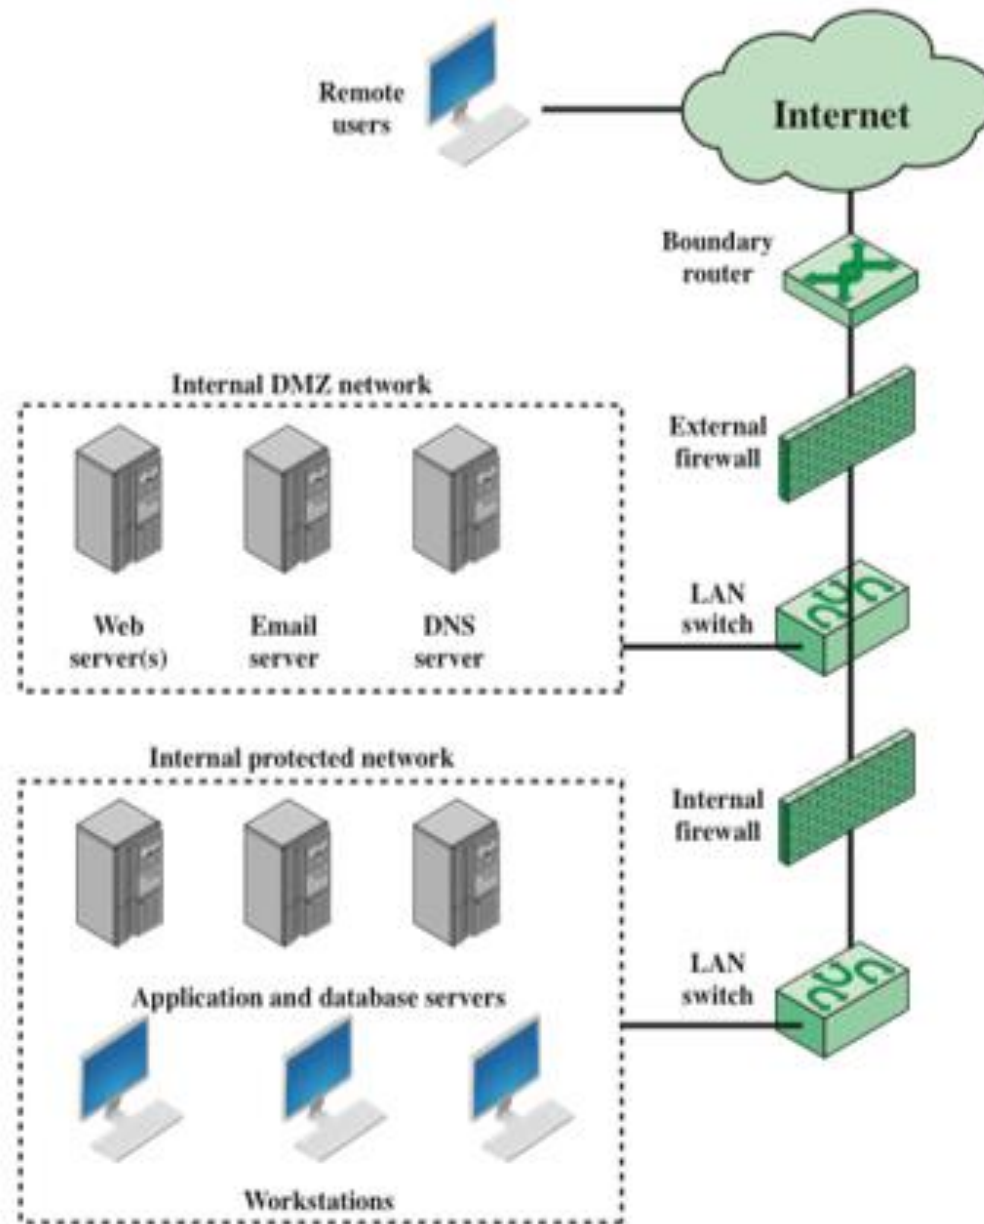 Remote
users
Internet
Boundary
router
Internal DMZ network
External
firewall
Web
server(s)
Email
server
DNS
server
LAN
switch
Internal protected network
Internal
firewall
Application and database servers
LAN
switch
Workstations